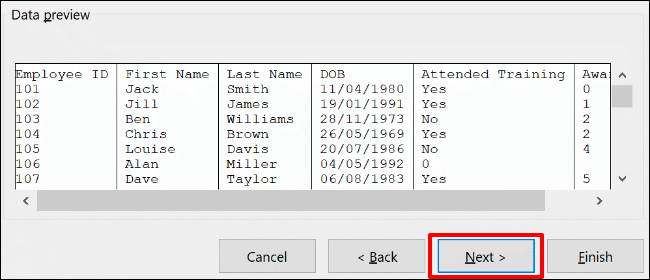 Data preview
Employee ID First Name Last Name DOB Attended Training Awa
101 Jack Smith 11/04/1980 Yes 0
102 Jill James 19/01/1991 Yes 1
103 Ben Williams 28/11/1973 No 2
104 Chris Brown 26/05/1969 Yes 2
105 Louise Davis 20/07/1986 No 4
106 Alan Miller 04/05/1992 0
107 Dave Taylor 06/08/1983 Yes 5
Cancel < Back Next > Finish